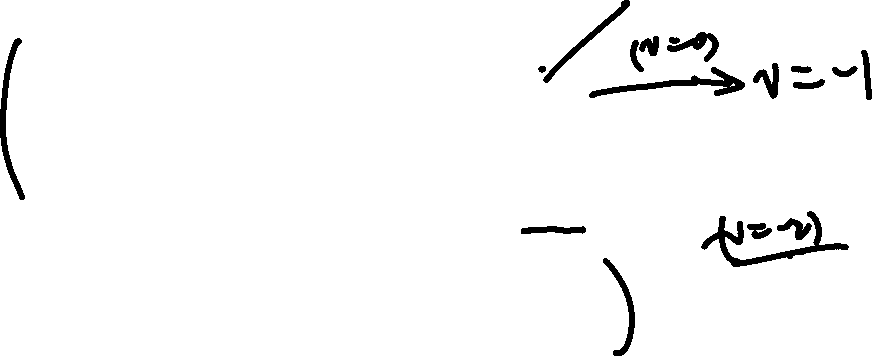 ( / (v=0) → v=-1
— ) (v=-2)